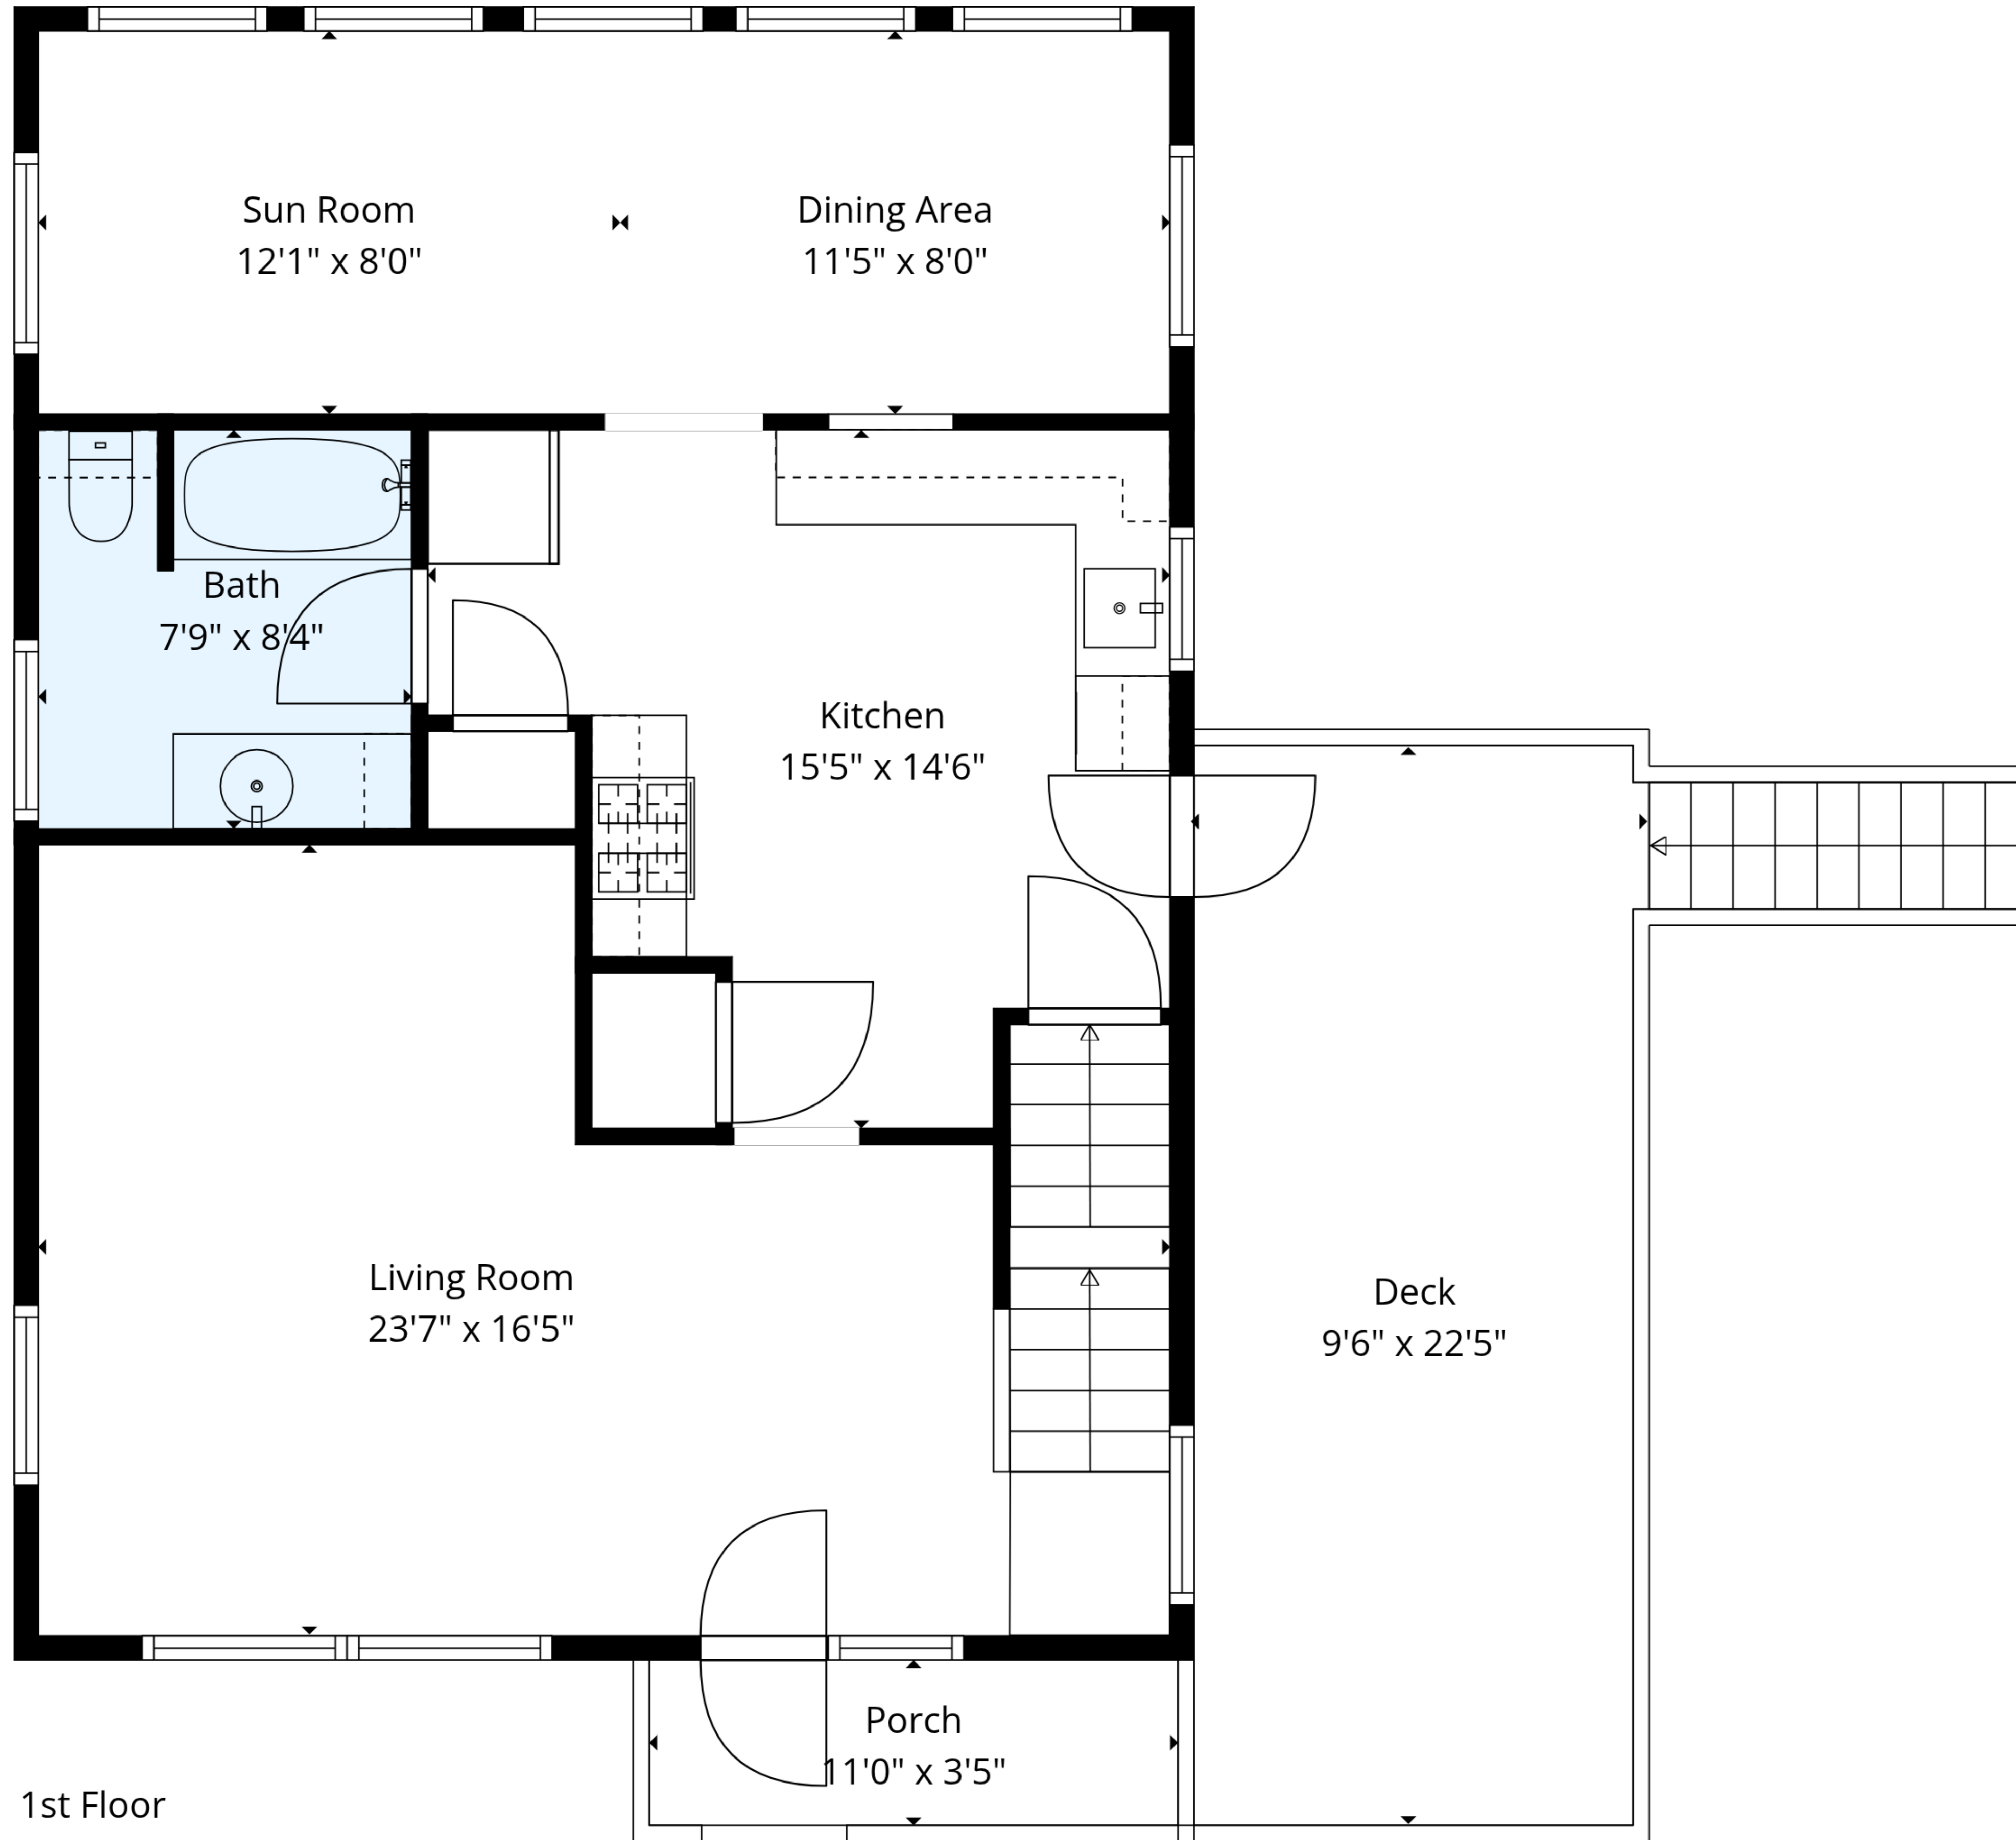 Sun Room
12'1" x 8'0"
Dining Area
11'5" x 8'0"
Bath
7'9" x 8'4"
Kitchen
15'5" x 14'6"
Living Room
23'7" x 16'5"
Deck
9'6" x 22'5"
Porch
11'0" x 3'5"
1st Floor